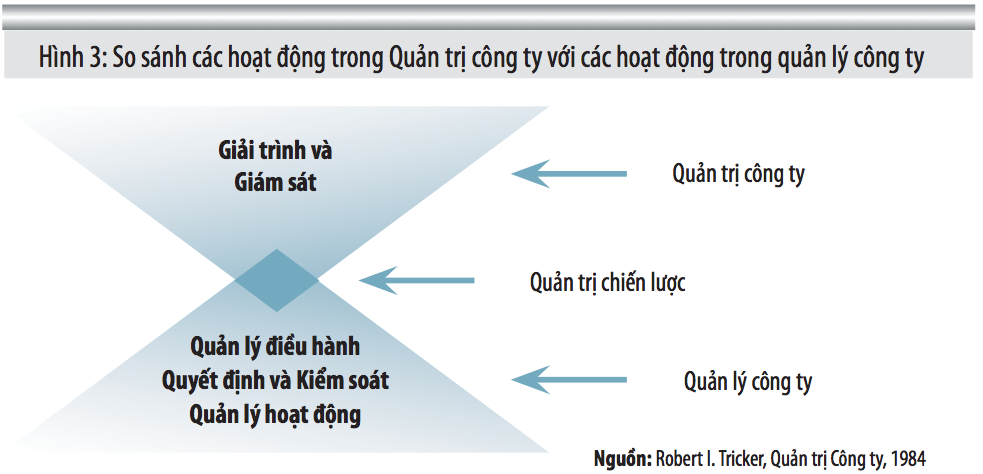 Hình 3: So sánh các hoạt động trong Quản trị công ty với các hoạt động trong quản lý công ty
Giải trình và
Giám sát
Quản trị công ty
Quản trị chiến lược
Quản lý điều hành
Quyết định và Kiểm soát
Quản lý hoạt động
Quản lý công ty
Nguồn: Robert I. Tricker, Quản trị Công ty, 1984